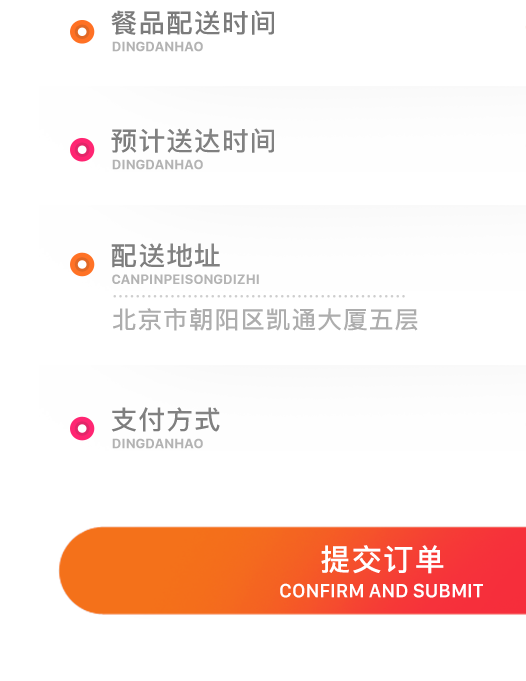 餐品配送时间
DINGDANHAO
预计送达时间
DINGDANHAO
配送地址
CANPINPEISONGDIZHI
北京市朝阳区凯通大厦五层
支付方式
DINGDANHAO
提交订单
CONFIRM AND SUBMIT